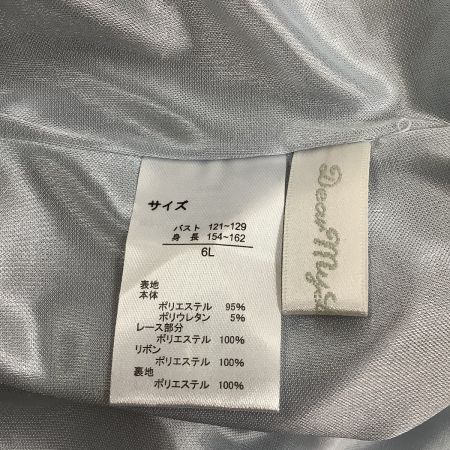 サイズ
バスト 121~129
身 長 154~162
6L
表地
本体
ポリエステル 95%
ポリウレタン 5%
レース部分
ポリエステル 100%
リボン
ポリエステル 100%
裏地
ポリエステル 100%
Dear